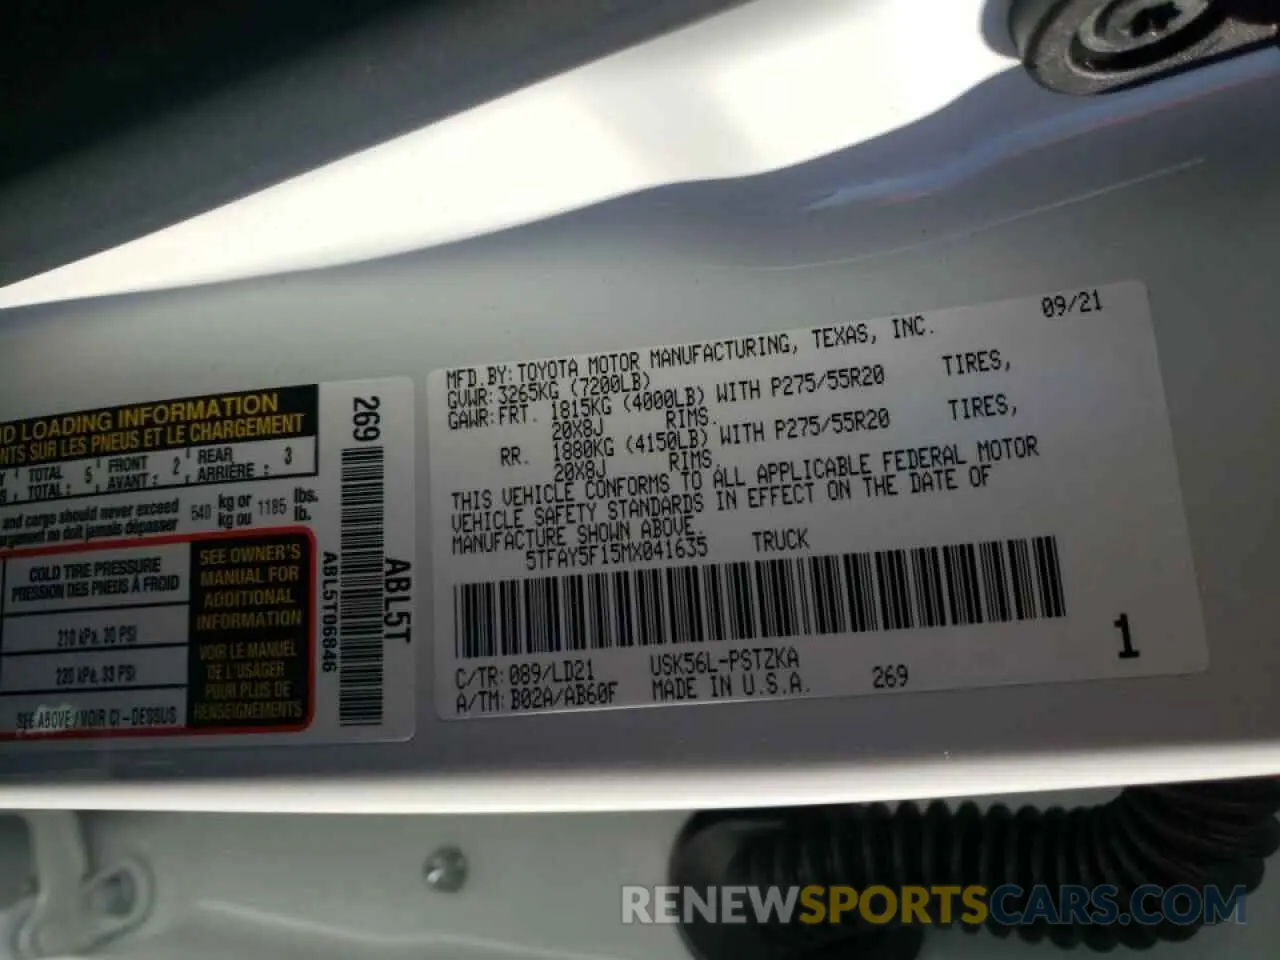 ND LOADING INFORMATION
NTS SUR LES PNEUS ET LE CHARGEMENT
TOTAL 5 FRONT 2 REAR 3
TOTAL : AVANT : ARRIÈRE :
and cargo should never exceed 540 kg or 1185 lbs.
rgement ne doit jamais dépasser kg ou lb.
COLD TIRE PRESSURE
PRESSION DES PNEUS À FROID
210 kPa, 30 PSI
230 kPa, 33 PSI
SEE ABOVE/VOIR CI-DESSUS
SEE OWNER'S
MANUAL FOR
ADDITIONAL
INFORMATION
VOIR LE MANUEL
DE L'USAGER
POUR PLUS DE
RENSEIGNEMENTS
269
ABL5T06846
ABL5T
09/21
MFD.BY:TOYOTA MOTOR MANUFACTURING, TEXAS, INC.
GVWR:3265KG (7200LB)
GAWR:FRT. 1815KG (4000LB) WITH P275/55R20 TIRES,
20X8J RIMS.
RR. 1880KG (4150LB) WITH P275/55R20 TIRES,
20X8J RIMS.
THIS VEHICLE CONFORMS TO ALL APPLICABLE FEDERAL MOTOR
VEHICLE SAFETY STANDARDS IN EFFECT ON THE DATE OF
MANUFACTURE SHOWN ABOVE.
5TFAY5F15MX041635 TRUCK
C/TR:089/LD21 USK56L-PSTZKA
A/TM:B02A/AB60F MADE IN U.S.A. 269
1
RENEWSPORTSCARS.COM